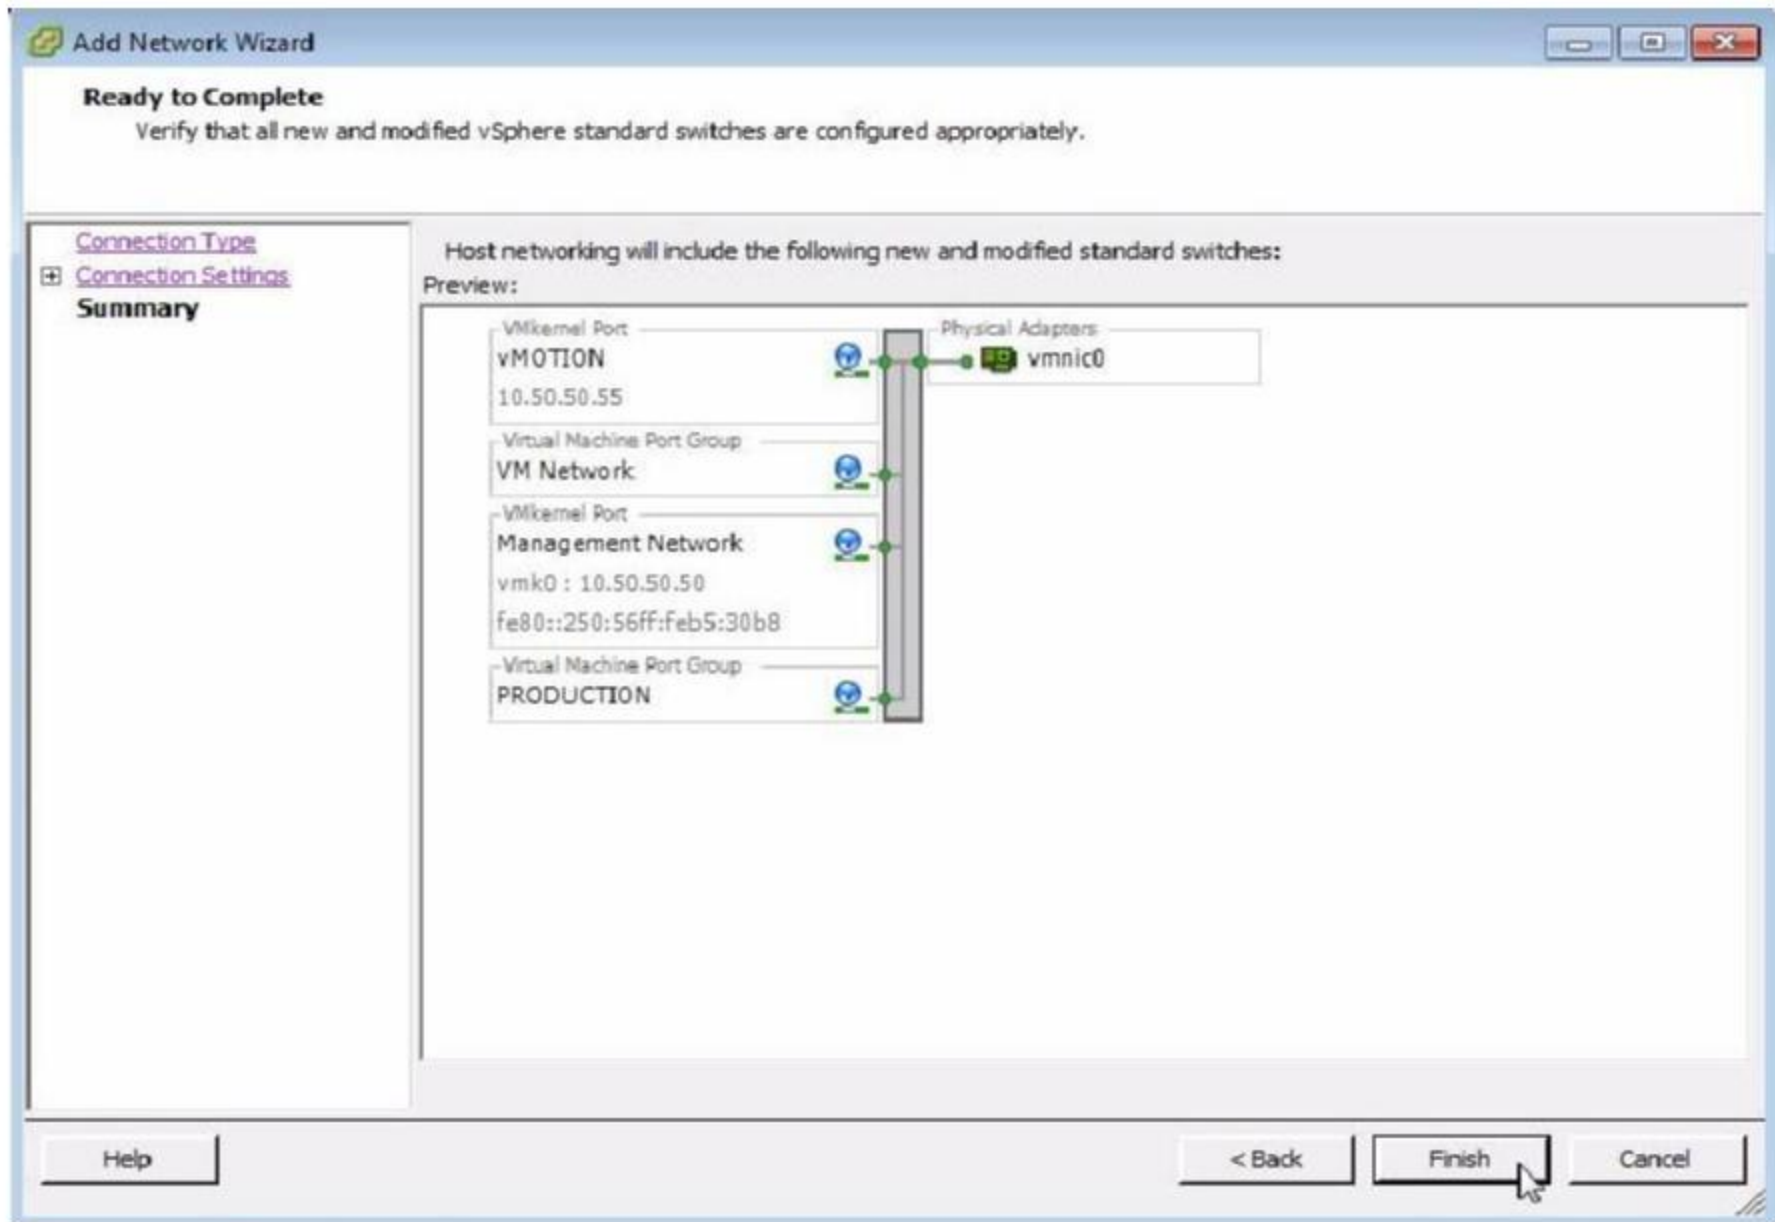 Add Network Wizard
Ready to Complete
Verify that all new and modified vSphere standard switches are configured appropriately.
Connection Type
Connection Settings
Summary
Host networking will include the following new and modified standard switches:
Preview:
VMkernel Port
vMOTION
10.50.50.55
Physical Adapters
vmnic0
Virtual Machine Port Group
VM Network
VMkernel Port
Management Network
vmk0 : 10.50.50.50
fe80::250:56ff:feb5:30b8
Virtual Machine Port Group
PRODUCTION
Help
< Back
Finish
Cancel